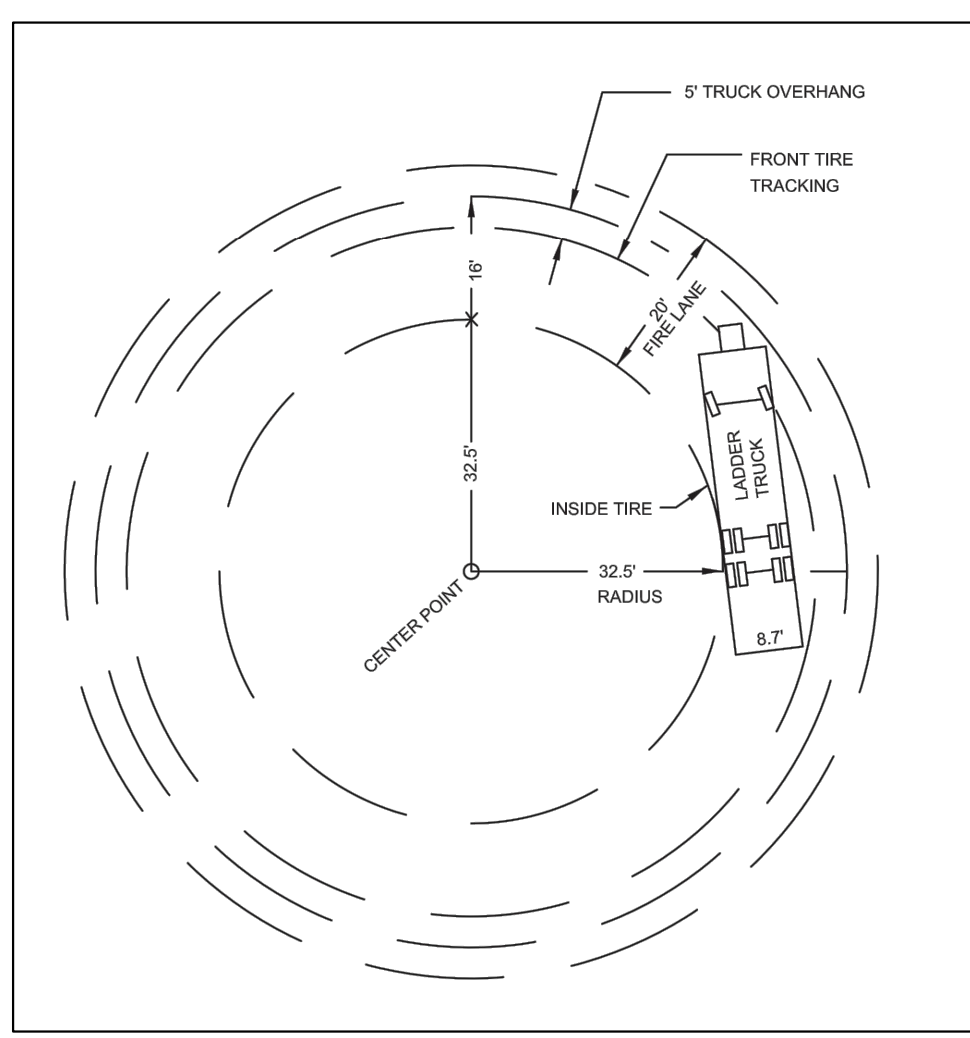 5' TRUCK OVERHANG
FRONT TIRE
TRACKING
16'
20'
FIRE LANE
32.5'
LADDER
TRUCK
INSIDE TIRE
32.5'
RADIUS
CENTER POINT
8.7'